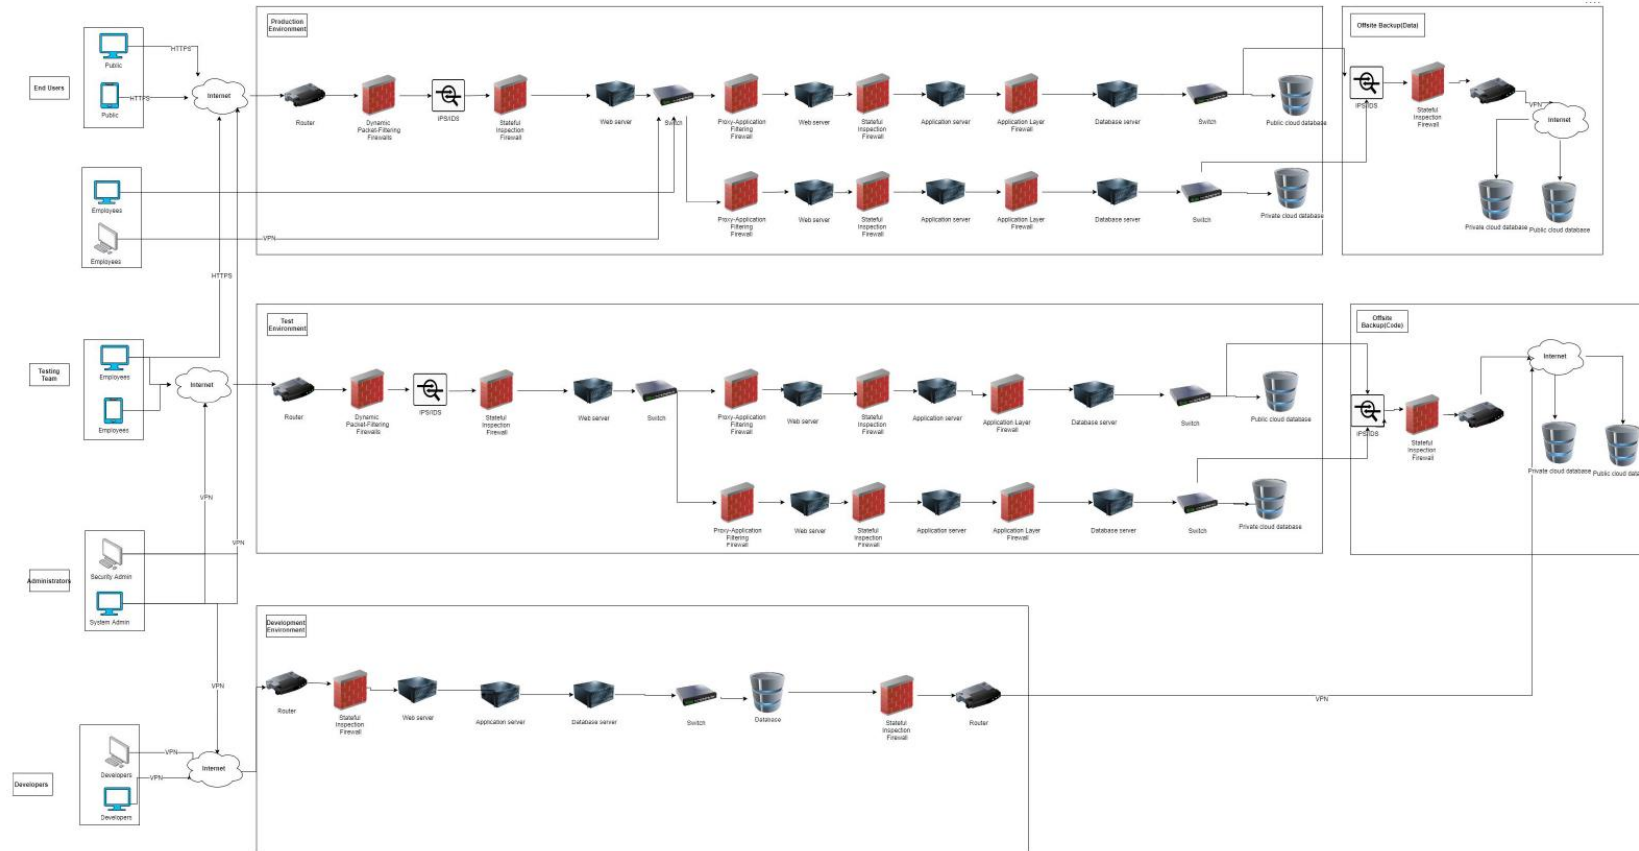 Production
Environment
Offsite Backup(Data)
Public
HTTPS
End Users
Public
HTTPS
Internet
Router
Dynamic
Packet-Filtering
Firewalls
IPS/IDS
Stateful
Inspection
Firewall
Web server
Switch
Proxy-Application
Filtering
Firewall
Web server
Stateful
Inspection
Firewall
Application server
Application Layer
Firewall
Database server
Switch
Public cloud database
IPS/IDS
Stateful
Inspection
Firewall
VPN
Internet
Employees
Employees
VPN
Proxy-Application
Filtering
Firewall
Web server
Stateful
Inspection
Firewall
Application server
Application Layer
Firewall
Database server
Switch
Private cloud database
Private cloud database
Public cloud database
HTTPS
Test
Environment
Offsite
Backup(Code)
Testing
Team
Employees
Employees
Internet
Router
Dynamic
Packet-Filtering
Firewalls
IPS/IDS
Stateful
Inspection
Firewall
Web server
Switch
Proxy-Application
Filtering
Firewall
Web server
Stateful
Inspection
Firewall
Application server
Application Layer
Firewall
Database server
Switch
Public cloud database
IPS/IDS
Stateful
Inspection
Firewall
Internet
Private cloud database
Public cloud data
VPN
VPN
Proxy-Application
Filtering
Firewall
Web server
Stateful
Inspection
Firewall
Application server
Application Layer
Firewall
Database server
Switch
Private cloud database
Administrators
Security Admin
System Admin
Development
Environment
VPN
Router
Stateful
Inspection
Firewall
Web server
Application server
Database server
Switch
Database
Stateful
Inspection
Firewall
Router
VPN
Developers
Developers
VPN
VPN
Internet
Developers